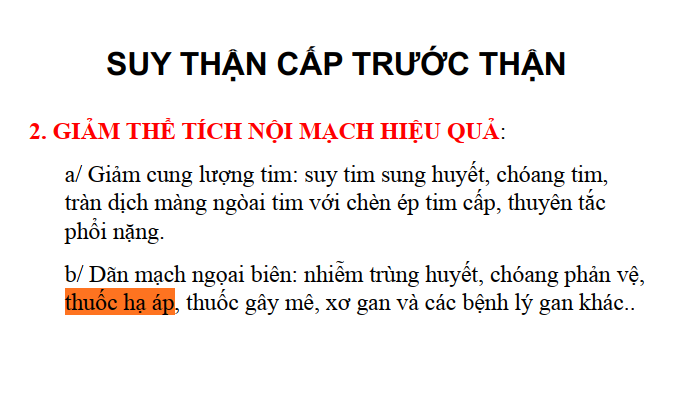 SUY THẬN CẤP TRƯỚC THẬN
2. GIẢM THỂ TÍCH NỘI MẠCH HIỆU QUẢ:
a/ Giảm cung lượng tim: suy tim sung huyết, chóang tim,
tràn dịch màng ngòai tim với chèn ép tim cấp, thuyên tắc
phổi nặng.
b/ Dãn mạch ngọai biên: nhiễm trùng huyết, chóang phản vệ,
thuốc hạ áp, thuốc gây mê, xơ gan và các bệnh lý gan khác..